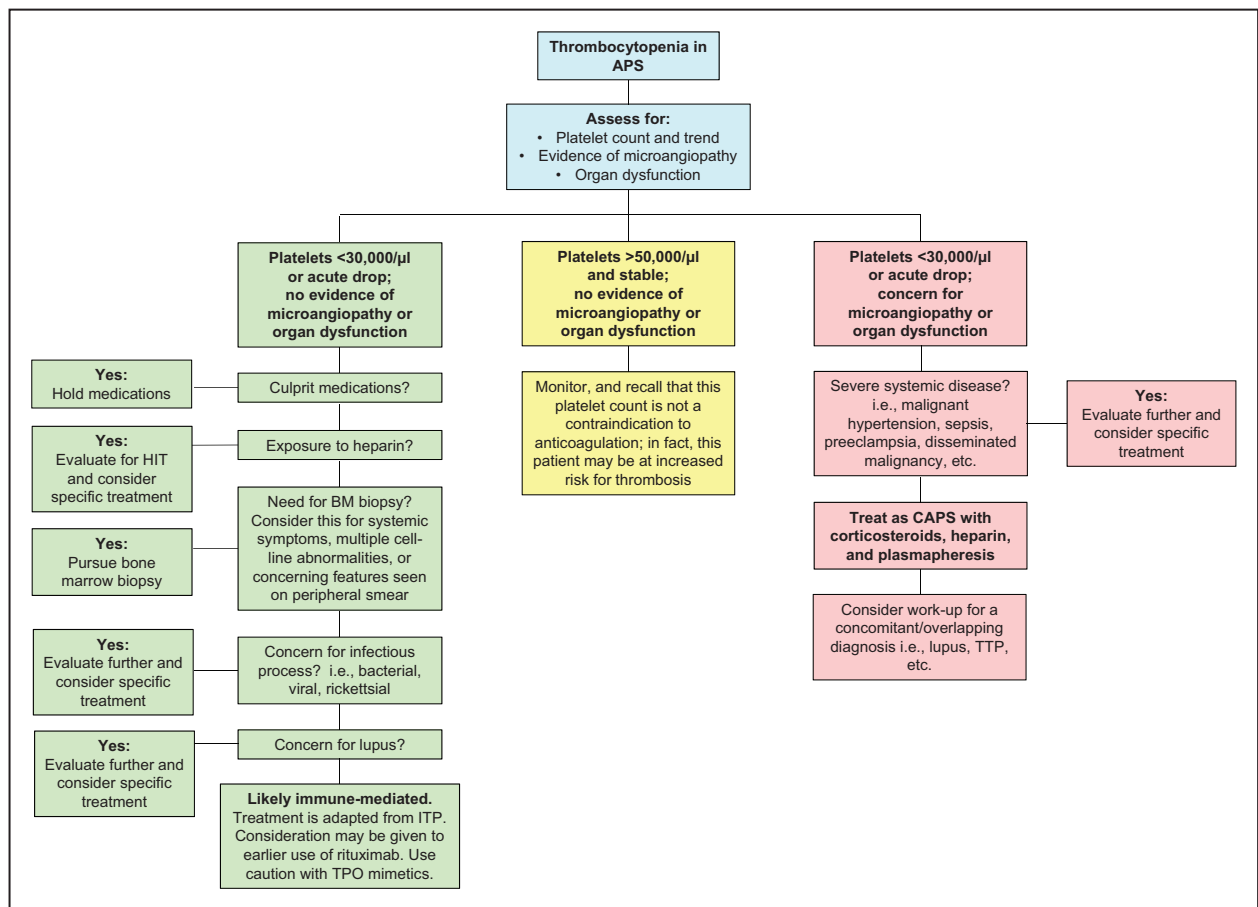 Thrombocytopenia in
APS
Assess for:
• Platelet count and trend
• Evidence of microangiopathy
• Organ dysfunction
Platelets <30,000/µl
or acute drop;
no evidence of
microangiopathy or
organ dysfunction
Culprit medications?
Yes:
Hold medications
Exposure to heparin?
Yes:
Evaluate for HIT
and consider
specific treatment
Need for BM biopsy?
Consider this for systemic
symptoms, multiple cell-
line abnormalities, or
concerning features seen
on peripheral smear
Yes:
Pursue bone
marrow biopsy
Concern for infectious
process? i.e., bacterial,
viral, rickettsial
Yes:
Evaluate further and
consider specific
treatment
Concern for lupus?
Yes:
Evaluate further and
consider specific
treatment
Likely immune-mediated.
Treatment is adapted from ITP.
Consideration may be given to
earlier use of rituximab. Use
caution with TPO mimetics.
Platelets >50,000/µl
and stable;
no evidence of
microangiopathy or
organ dysfunction
Monitor, and recall that this
platelet count is not a
contraindication to
anticoagulation; in fact, this
patient may be at increased
risk for thrombosis
Platelets <30,000/µl
or acute drop;
concern for
microangiopathy or
organ dysfunction
Severe systemic disease?
i.e., malignant
hypertension, sepsis,
preeclampsia, disseminated
malignancy, etc.
Yes:
Evaluate further and
consider specific
treatment
Treat as CAPS with
corticosteroids, heparin,
and plasmapheresis
Consider work-up for a
concomitant/overlapping
diagnosis i.e., lupus, TTP,
etc.